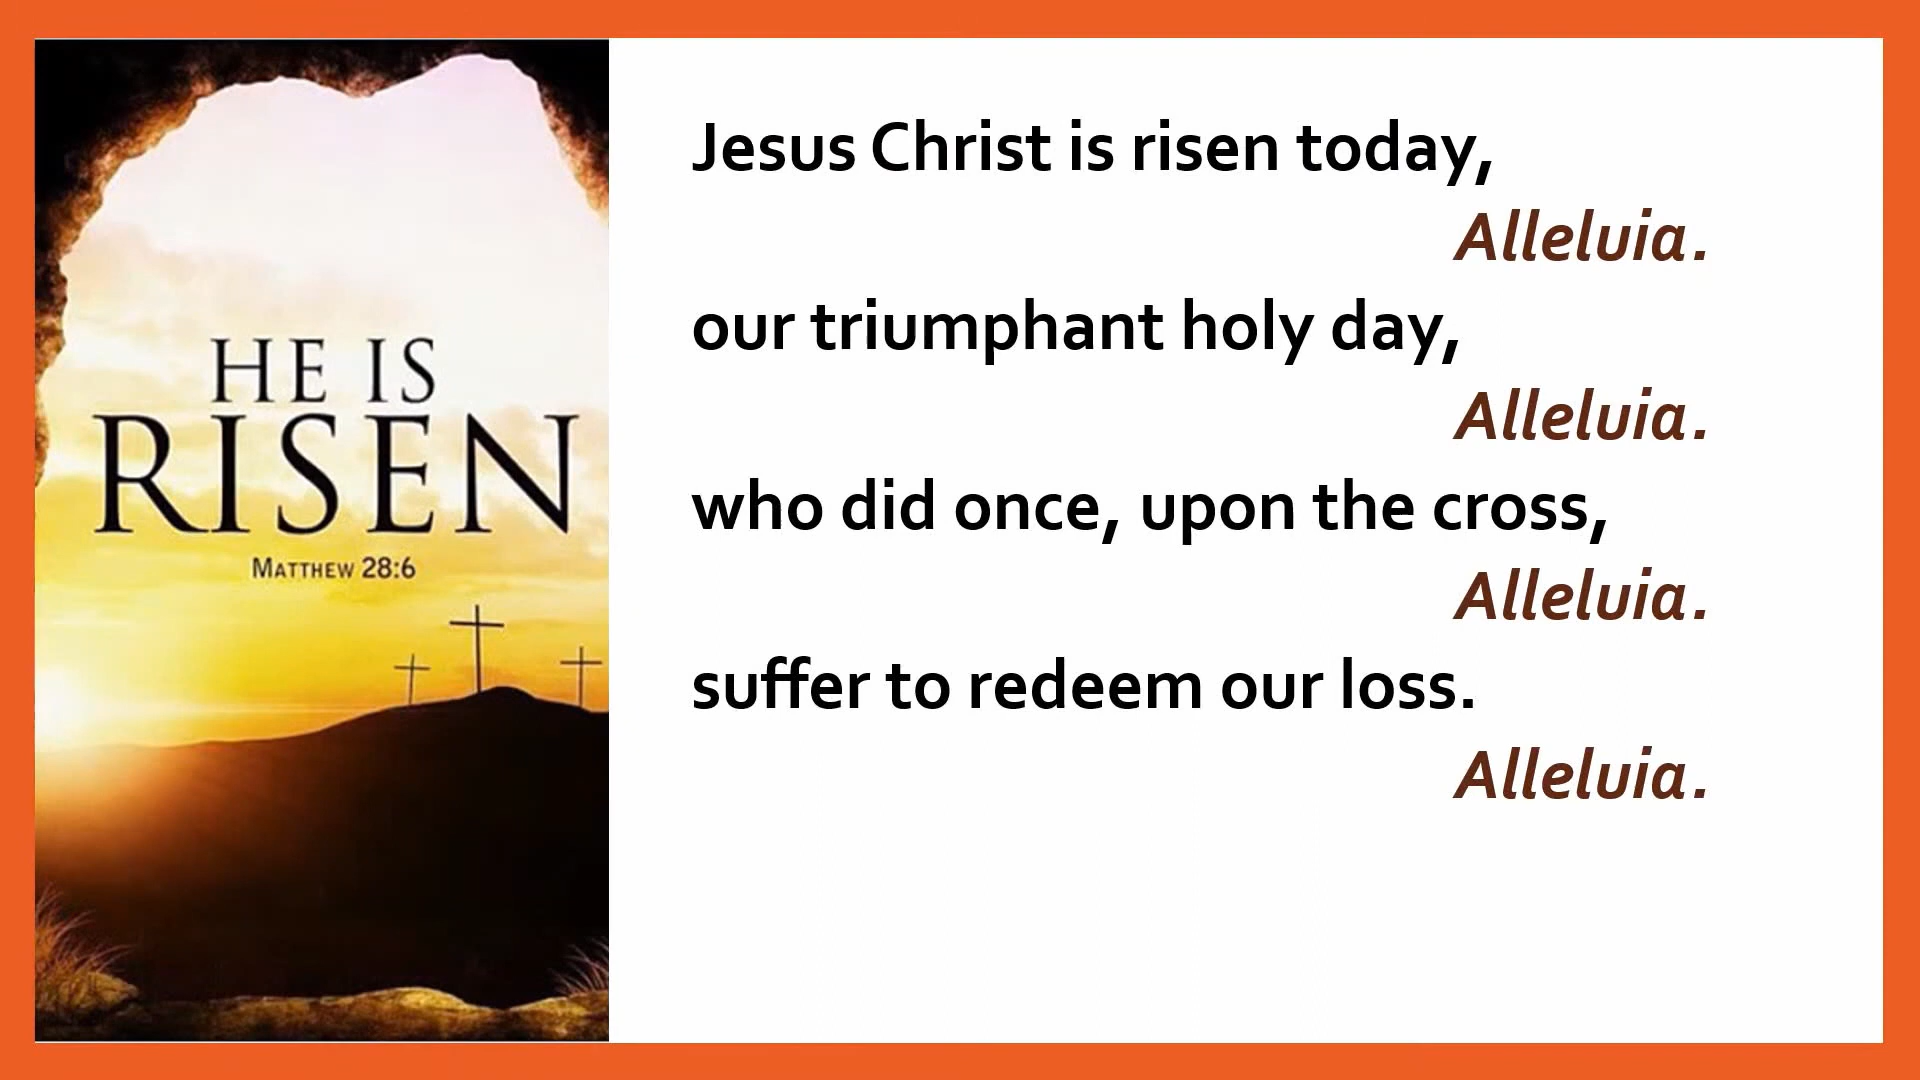 HE IS
RISEN
MATTHEW 28:6
Jesus Christ is risen today,
Alleluia.
our triumphant holy day,
Alleluia.
who did once, upon the cross,
Alleluia.
suffer to redeem our loss.
Alleluia.